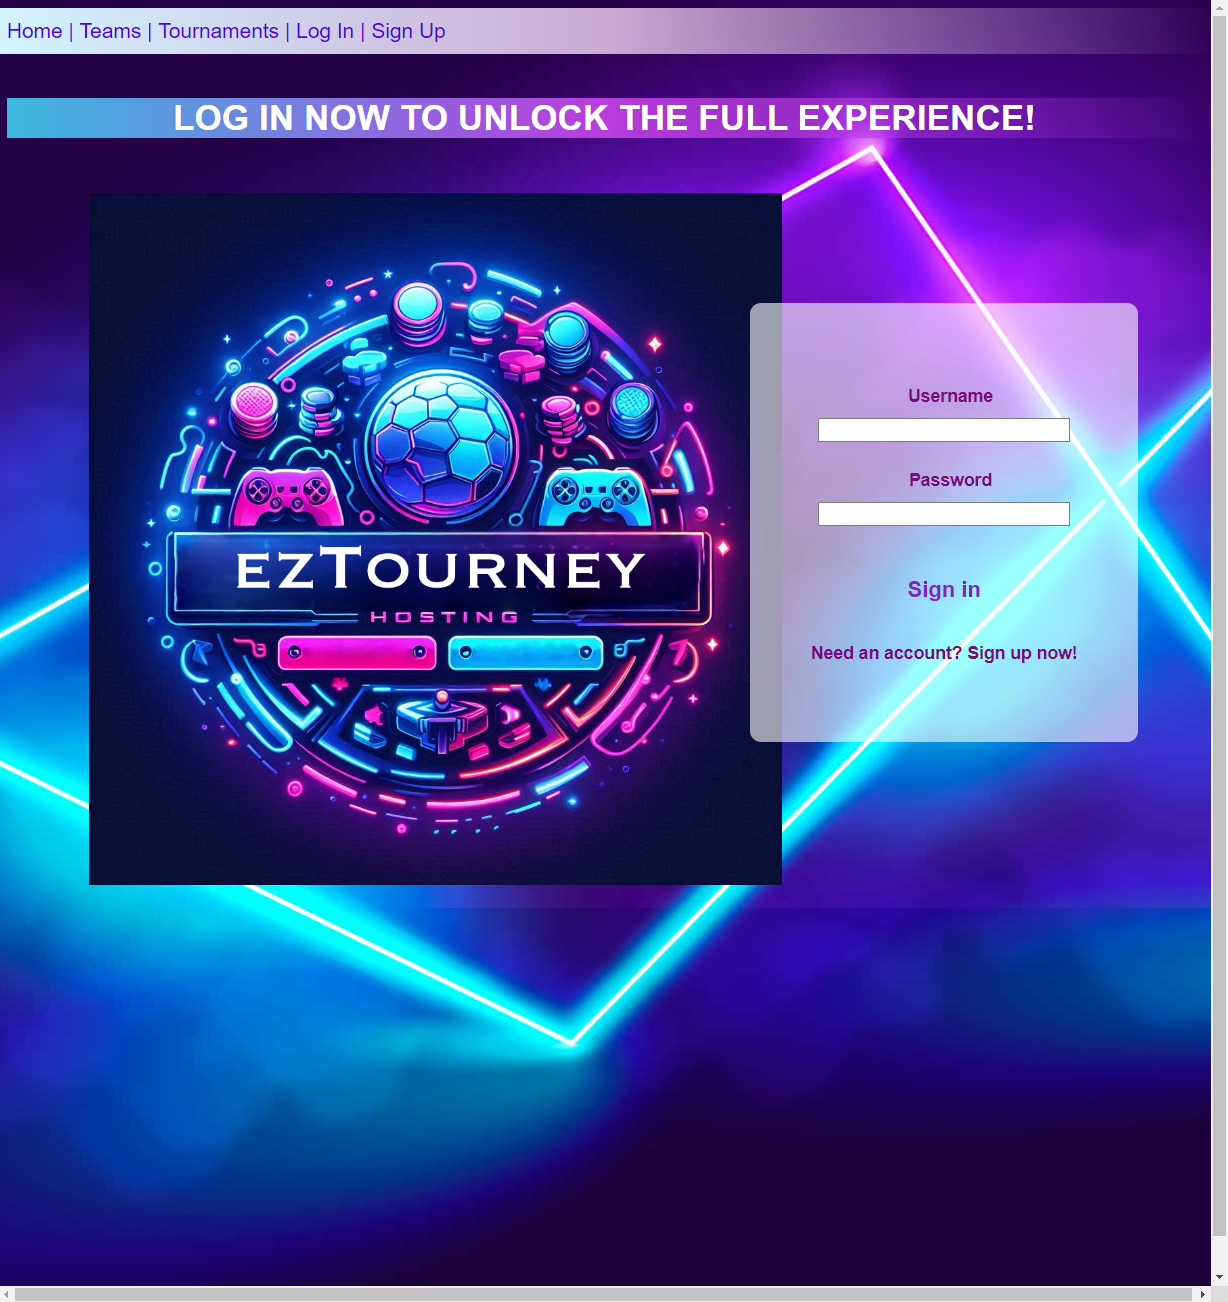 Home | Teams | Tournaments | Log In | Sign Up
LOG IN NOW TO UNLOCK THE FULL EXPERIENCE!
EZTOURNEY
HOSTING
Username
Password
Sign in
Need an account? Sign up now!